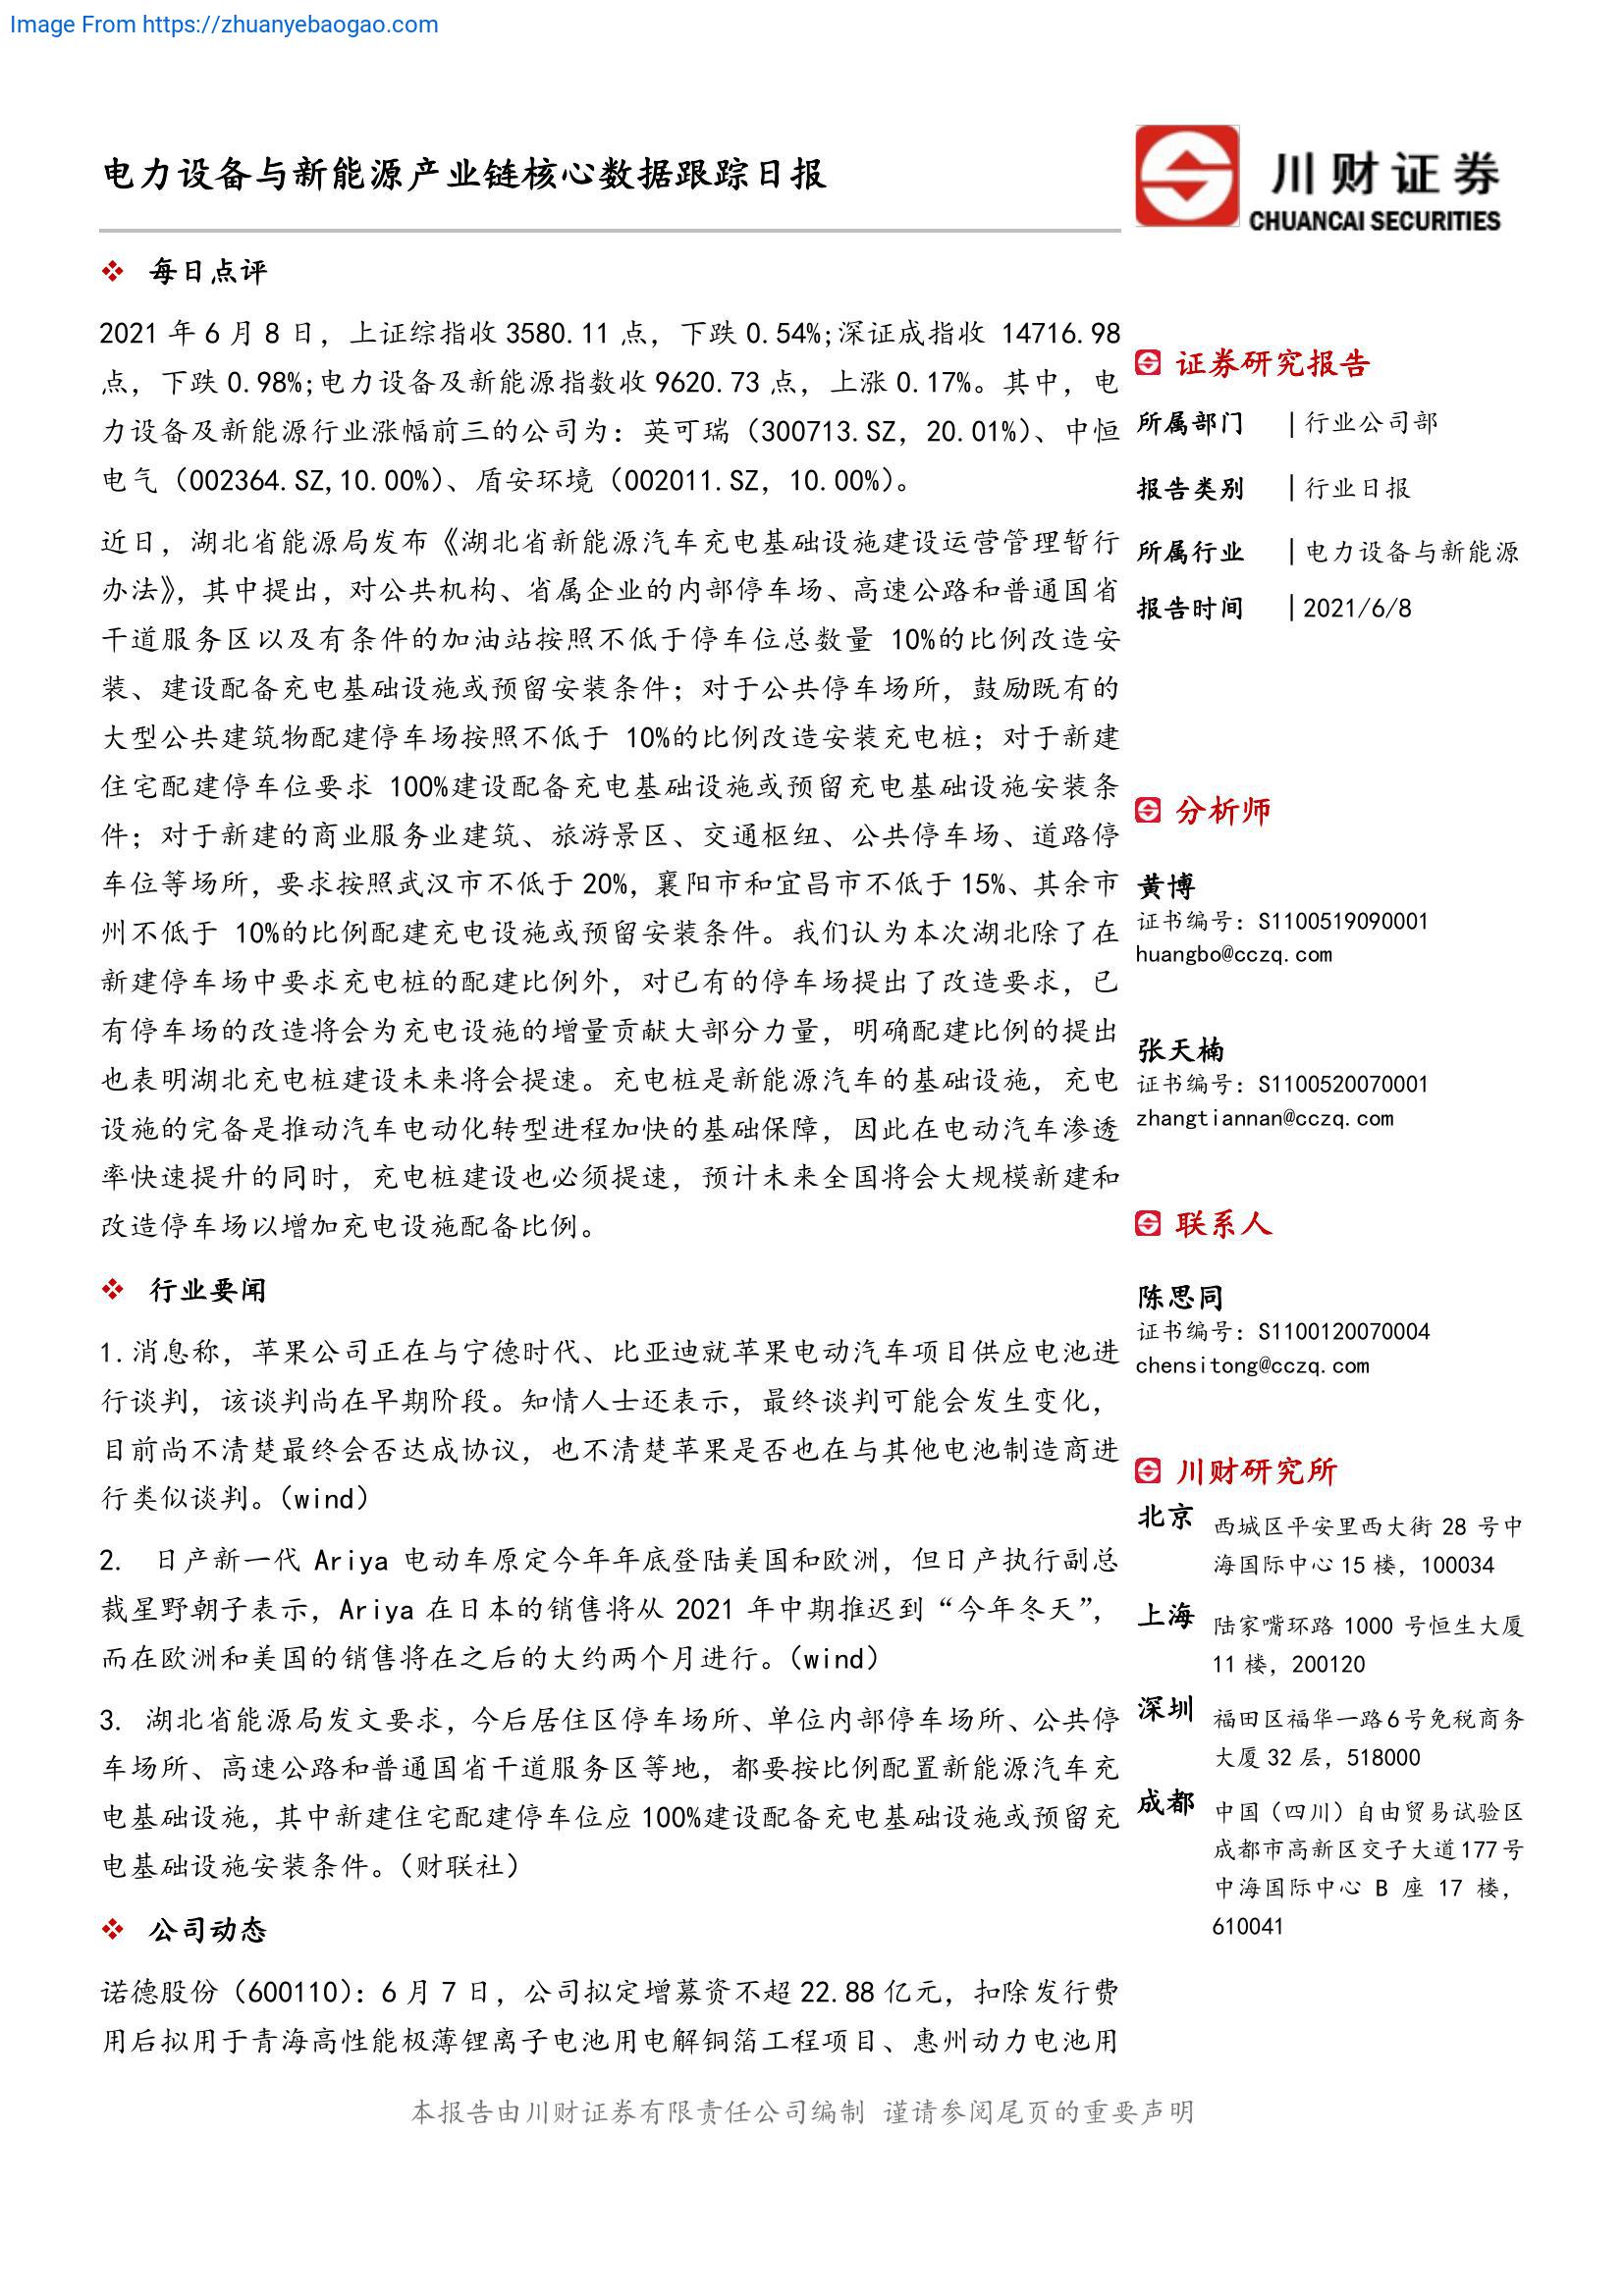 Image From https://zhuanyebaogao.com
电力设备与新能源产业链核心数据跟踪日报
川财证券
CHUANCAI SECURITIES
每日点评
2021 年 6 月 8 日，上证综指收 3580.11 点，下跌 0.54%;深证成指收 14716.98
点，下跌 0.98%;电力设备及新能源指数收 9620.73 点，上涨 0.17%。其中，电
力设备及新能源行业涨幅前三的公司为：英可瑞（300713.SZ，20.01%）、中恒
电气（002364.SZ,10.00%）、盾安环境（002011.SZ，10.00%）。
近日，湖北省能源局发布《湖北省新能源汽车充电基础设施建设运营管理暂行
办法》，其中提出，对公共机构、省属企业的内部停车场、高速公路和普通国省
干道服务区以及有条件的加油站按照不低于停车位总数量 10%的比例改造安
装、建设配备充电基础设施或预留安装条件；对于公共停车场所，鼓励既有的
大型公共建筑物配建停车场按照不低于 10%的比例改造安装充电桩；对于新建
住宅配建停车位要求 100%建设配备充电基础设施或预留充电基础设施安装条
件；对于新建的商业服务业建筑、旅游景区、交通枢纽、公共停车场、道路停
车位等场所，要求按照武汉市不低于 20%，襄阳市和宜昌市不低于 15%、其余市
州不低于 10%的比例配建充电设施或预留安装条件。我们认为本次湖北除了在
新建停车场中要求充电桩的配建比例外，对已有的停车场提出了改造要求，已
有停车场的改造将会为充电设施的增量贡献大部分力量，明确配建比例的提出
也表明湖北充电桩建设未来将会提速。充电桩是新能源汽车的基础设施，充电
设施的完备是推动汽车电动化转型进程加快的基础保障，因此在电动汽车渗透
率快速提升的同时，充电桩建设也必须提速，预计未来全国将会大规模新建和
改造停车场以增加充电设施配备比例。
行业要闻
1.消息称，苹果公司正在与宁德时代、比亚迪就苹果电动汽车项目供应电池进
行谈判，该谈判尚在早期阶段。知情人士还表示，最终谈判可能会发生变化，
目前尚不清楚最终会否达成协议，也不清楚苹果是否也在与其他电池制造商进
行类似谈判。（wind）
2. 日产新一代 Ariya 电动车原定今年年底登陆美国和欧洲，但日产执行副总
裁星野朝子表示，Ariya 在日本的销售将从 2021 年中期推迟到“今年冬天”，
而在欧洲和美国的销售将在之后的大约两个月进行。（wind）
3. 湖北省能源局发文要求，今后居住区停车场所、单位内部停车场所、公共停
车场所、高速公路和普通国省干道服务区等地，都要按比例配置新能源汽车充
电基础设施，其中新建住宅配建停车位应 100%建设配备充电基础设施或预留充
电基础设施安装条件。（财联社）
公司动态
诺德股份（600110）：6 月 7 日，公司拟定增募资不超 22.88 亿元，扣除发行费
用后拟用于青海高性能极薄锂离子电池用电解铜箔工程项目、惠州动力电池用
证券研究报告
所属部门 | 行业公司部
报告类别 | 行业日报
所属行业 | 电力设备与新能源
报告时间 | 2021/6/8
分析师
黄博
证书编号：S1100519090001
huangbo@cczq.com
张天楠
证书编号：S1100520070001
zhangtiannan@cczq.com
联系人
陈思同
证书编号：S1100120070004
chensitong@cczq.com
川财研究所
北京 西城区平安里西大街 28 号中
海国际中心 15 楼，100034
上海 陆家嘴环路 1000 号恒生大厦
11 楼，200120
深圳 福田区福华一路 6 号免税商务
大厦 32 层，518000
成都 中国（四川）自由贸易试验区
成都市高新区交子大道 177 号
中海国际中心 B 座 17 楼，
610041
本报告由川财证券有限责任公司编制 谨请参阅尾页的重要声明